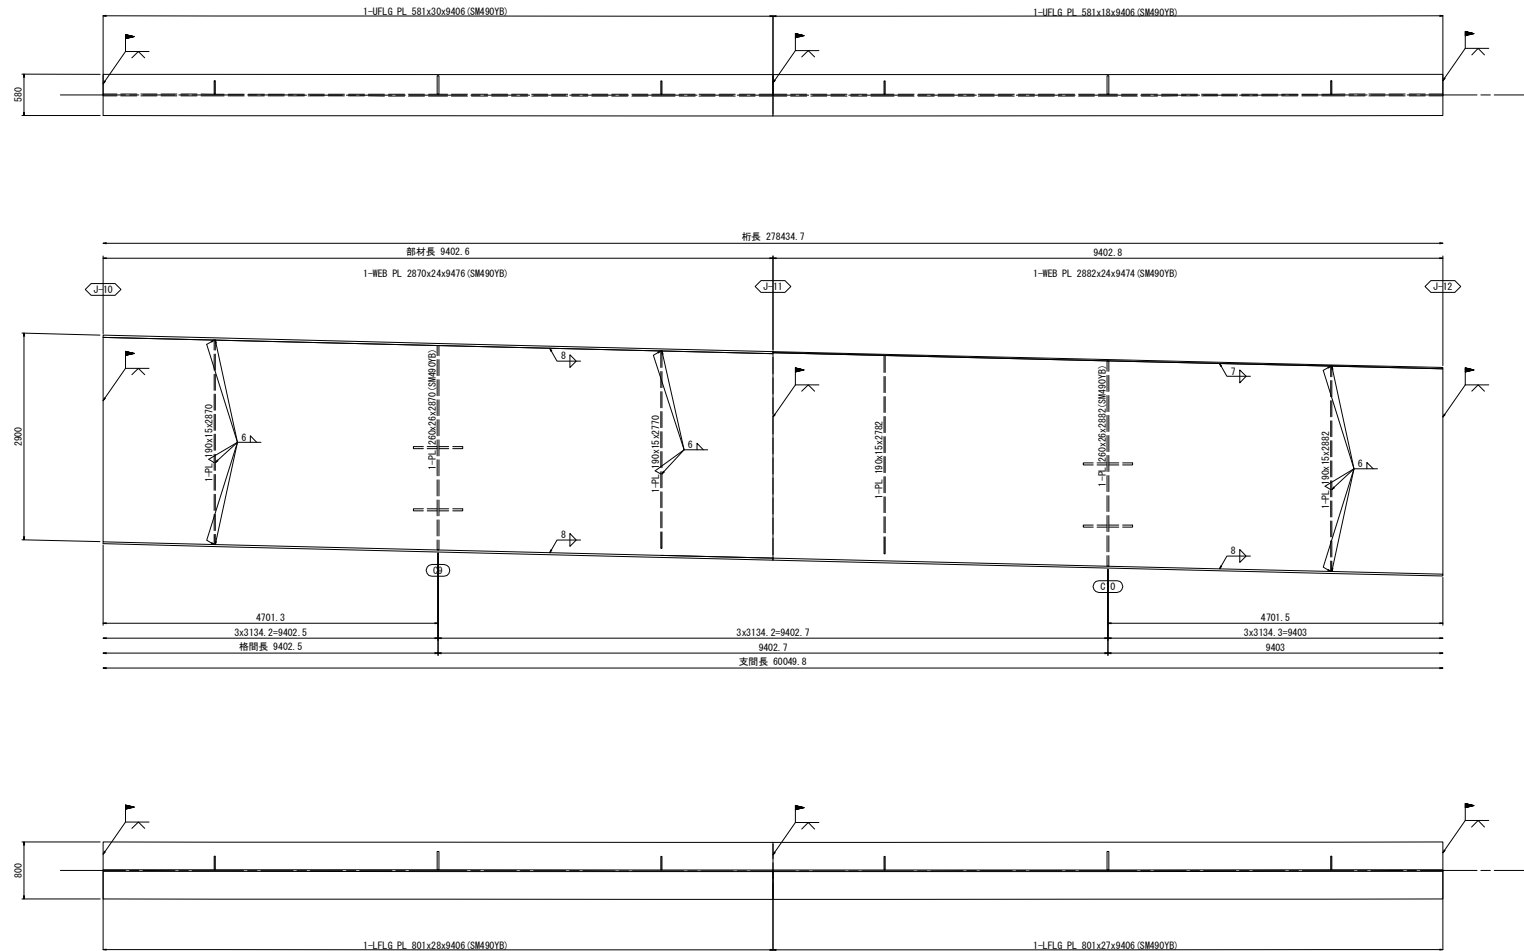 1-UFLG PL 581x30x9406(SM490YB)
1-UFLG PL 581x18x9406(SM490YB)
580
桁長 278434.7
部材長 9402.6
9402.8
1-WEB PL 2870x24x9476(SM490YB)
1-WEB PL 2882x24x9474(SM490YB)
J-10
J-11
J-12
2900
1-PL 190x15x2870
6
1-PL 260x26x2870(SM490YB)
8
8
1-PL 190x15x2770
6
1-PL 190x15x2782
1-PL 260x26x2882(SM490YB)
7
8
1-PL 190x15x2882
6
C9
C10
4701.3
4701.5
3x3134.2=9402.5
3x3134.2=9402.7
3x3134.3=9403
格間長 9402.5
9402.7
9403
支間長 60049.8
800
1-LFLG PL 801x28x9406(SM490YB)
1-LFLG PL 801x27x9406(SM490YB)